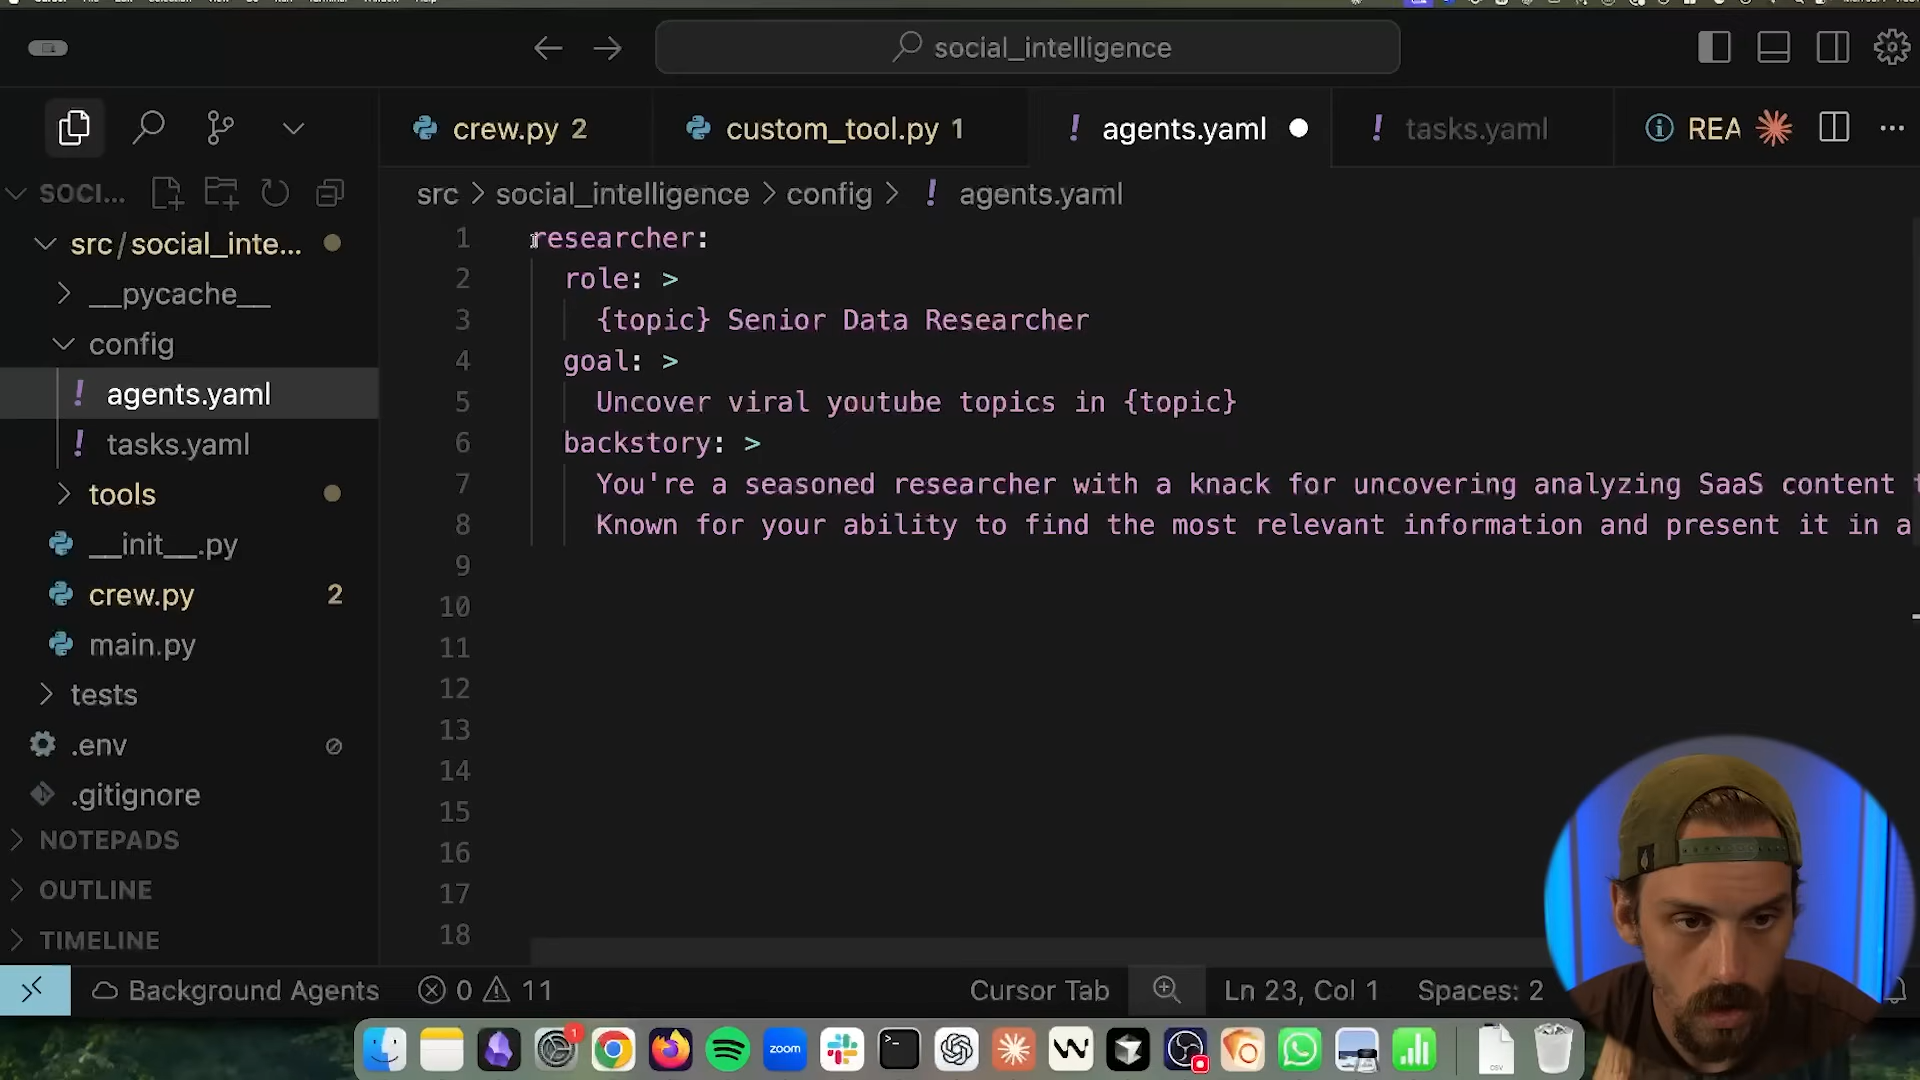 social_intelligence
crew.py 2
custom_tool.py 1
agents.yaml
tasks.yaml
REA
SOCI...
src > social_intelligence > config > ! agents.yaml
src/social_inte...
__pycache__
config
! agents.yaml
! tasks.yaml
tools
__init__.py
crew.py 2
main.py
tests
.env
.gitignore
NOTEPADS
OUTLINE
TIMELINE
1 researcher:
2 role: >
3 {topic} Senior Data Researcher
4 goal: >
5 Uncover viral youtube topics in {topic}
6 backstory: >
7 You're a seasoned researcher with a knack for uncovering analyzing SaaS content
8 Known for your ability to find the most relevant information and present it in a
9
10
11
12
13
14
15
16
17
18
Background Agents 0 11 Cursor Tab Ln 23, Col 1 Spaces: 2
1
zoom